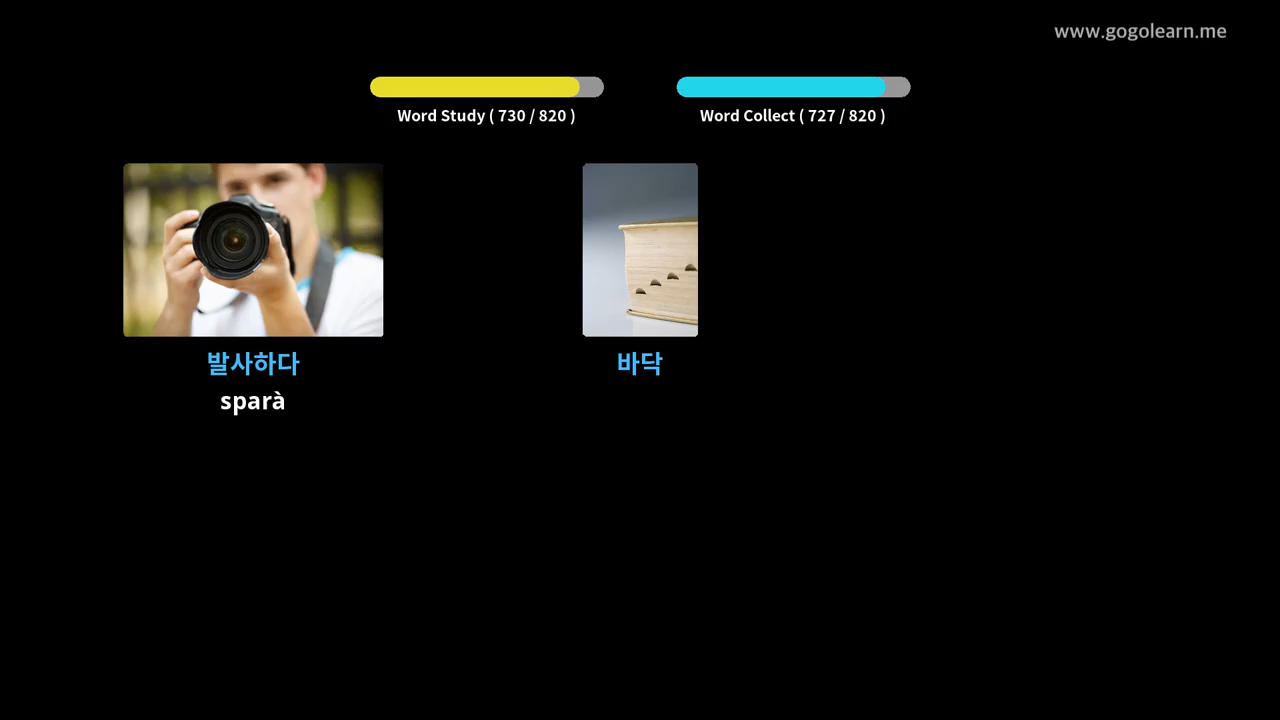 www.gogolearn.me
Word Study ( 730 / 820 )
Word Collect ( 727 / 820 )
발사하다
sparà
바닥